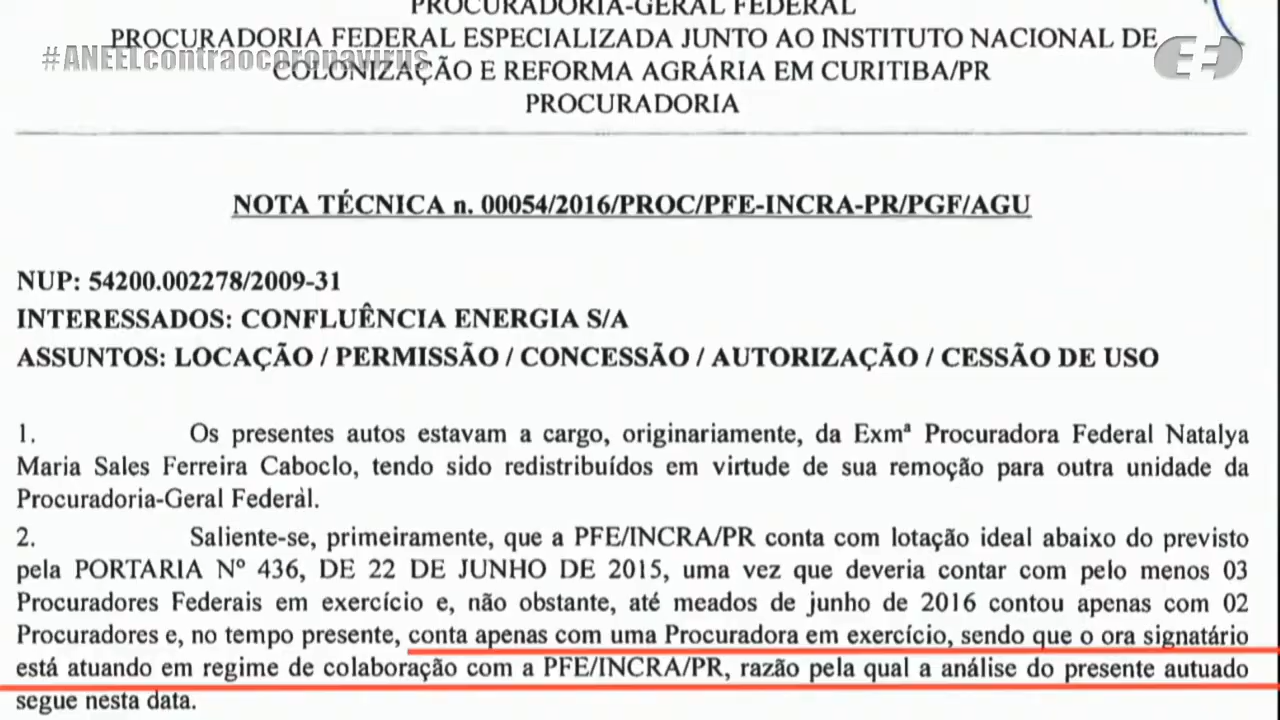 PROCURADORIA-GERAL FEDERAL
PROCURADORIA FEDERAL ESPECIALIZADA JUNTO AO INSTITUTO NACIONAL DE
#ANEELcontraocoronavirus
COLONIZAÇÃO E REFORMA AGRÁRIA EM CURITIBA/PR
PROCURADORIA
NOTA TÉCNICA n. 00054/2016/PROC/PFE-INCRA-PR/PGF/AGU
NUP: 54200.002278/2009-31
INTERESSADOS: CONFLUÊNCIA ENERGIA S/A
ASSUNTOS: LOCAÇÃO / PERMISSÃO / CONCESSÃO / AUTORIZAÇÃO / CESSÃO DE USO
1. Os presentes autos estavam a cargo, originariamente, da Exmª Procuradora Federal Natalya
Maria Sales Ferreira Caboclo, tendo sido redistribuídos em virtude de sua remoção para outra unidade da
Procuradoria-Geral Federal.
2. Saliente-se, primeiramente, que a PFE/INCRA/PR conta com lotação ideal abaixo do previsto
pela PORTARIA Nº 436, DE 22 DE JUNHO DE 2015, uma vez que deveria contar com pelo menos 03
Procuradores Federais em exercício e, não obstante, até meados de junho de 2016 contou apenas com 02
Procuradores e, no tempo presente, conta apenas com uma Procuradora em exercício, sendo que o ora signatário
está atuando em regime de colaboração com a PFE/INCRA/PR, razão pela qual a análise do presente autuado
segue nesta data.